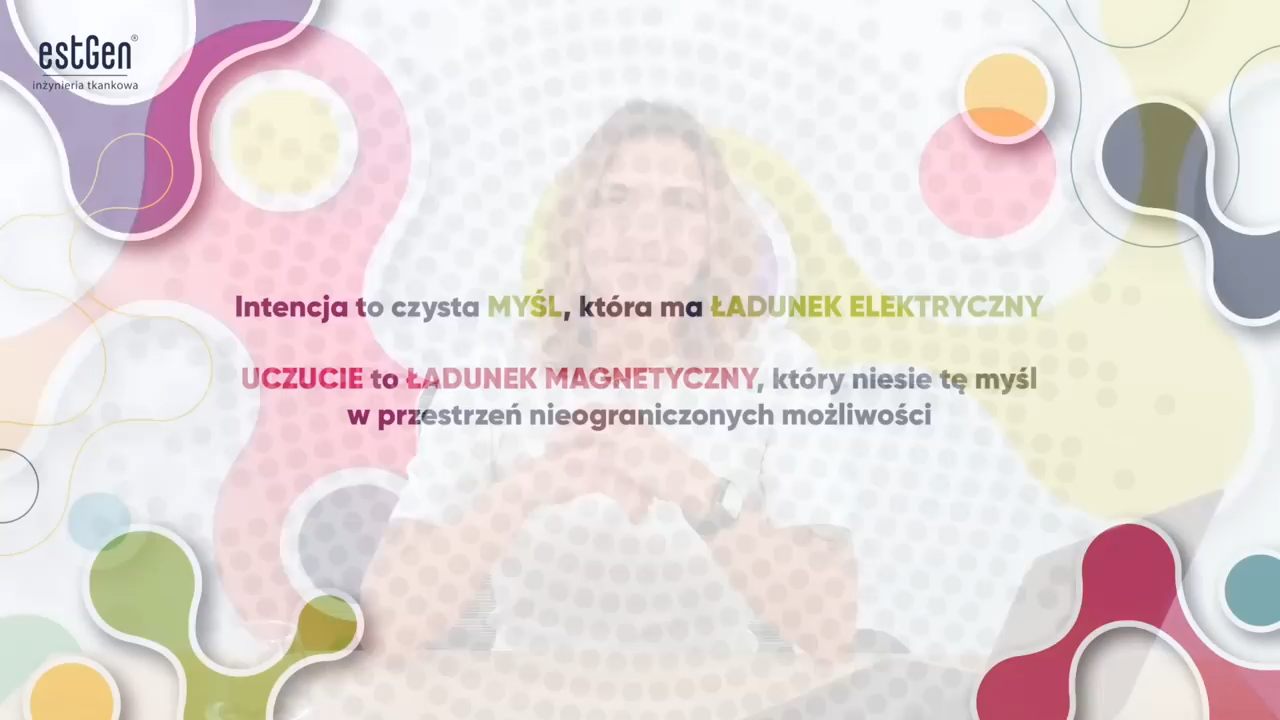 estGen®
inżynieria tkankowa
Intencja to czysta MYŚL, która ma ŁADUNEK ELEKTRYCZNY
UCZUCIE to ŁADUNEK MAGNETYCZNY, który niesie tę myśl
w przestrzeń nieograniczonych możliwości